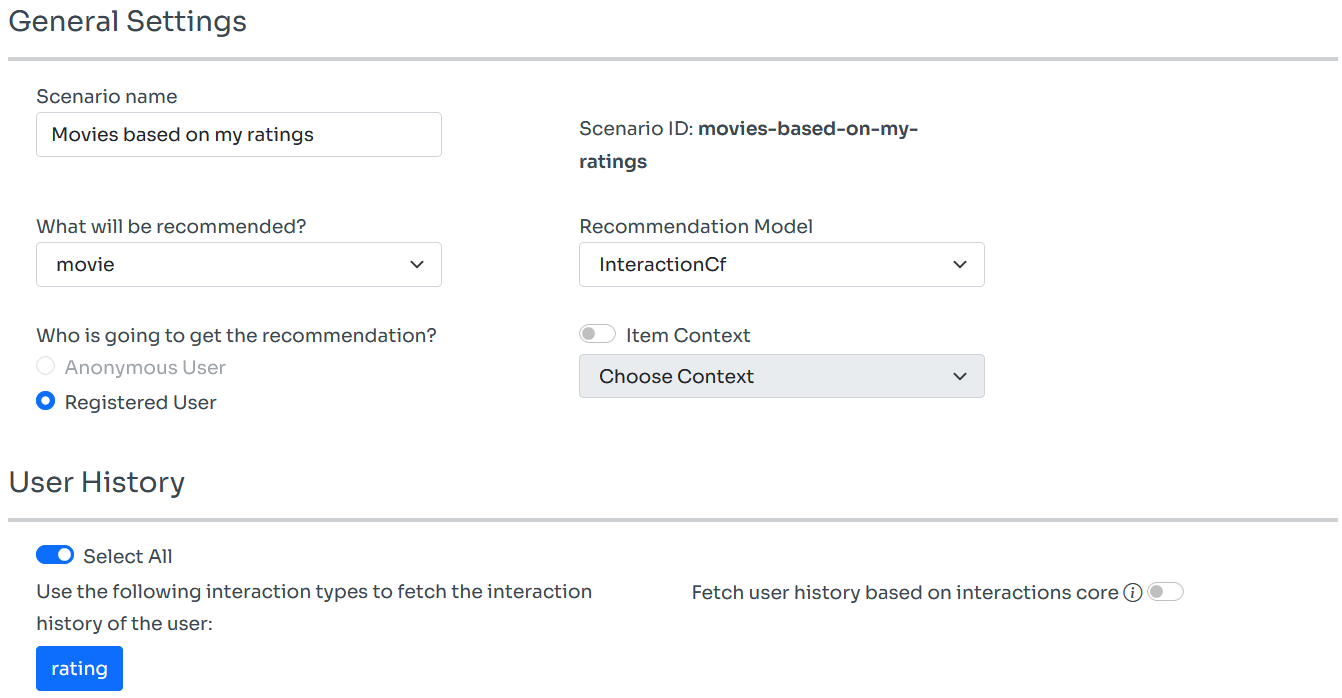 General Settings
Scenario name
Movies based on my ratings
Scenario ID: movies-based-on-my-
ratings
What will be recommended?
movie
Recommendation Model
InteractionCf
Who is going to get the recommendation?
Anonymous User
Registered User
Item Context
Choose Context
User History
Select All
Use the following interaction types to fetch the interaction
history of the user:
rating
Fetch user history based on interactions core